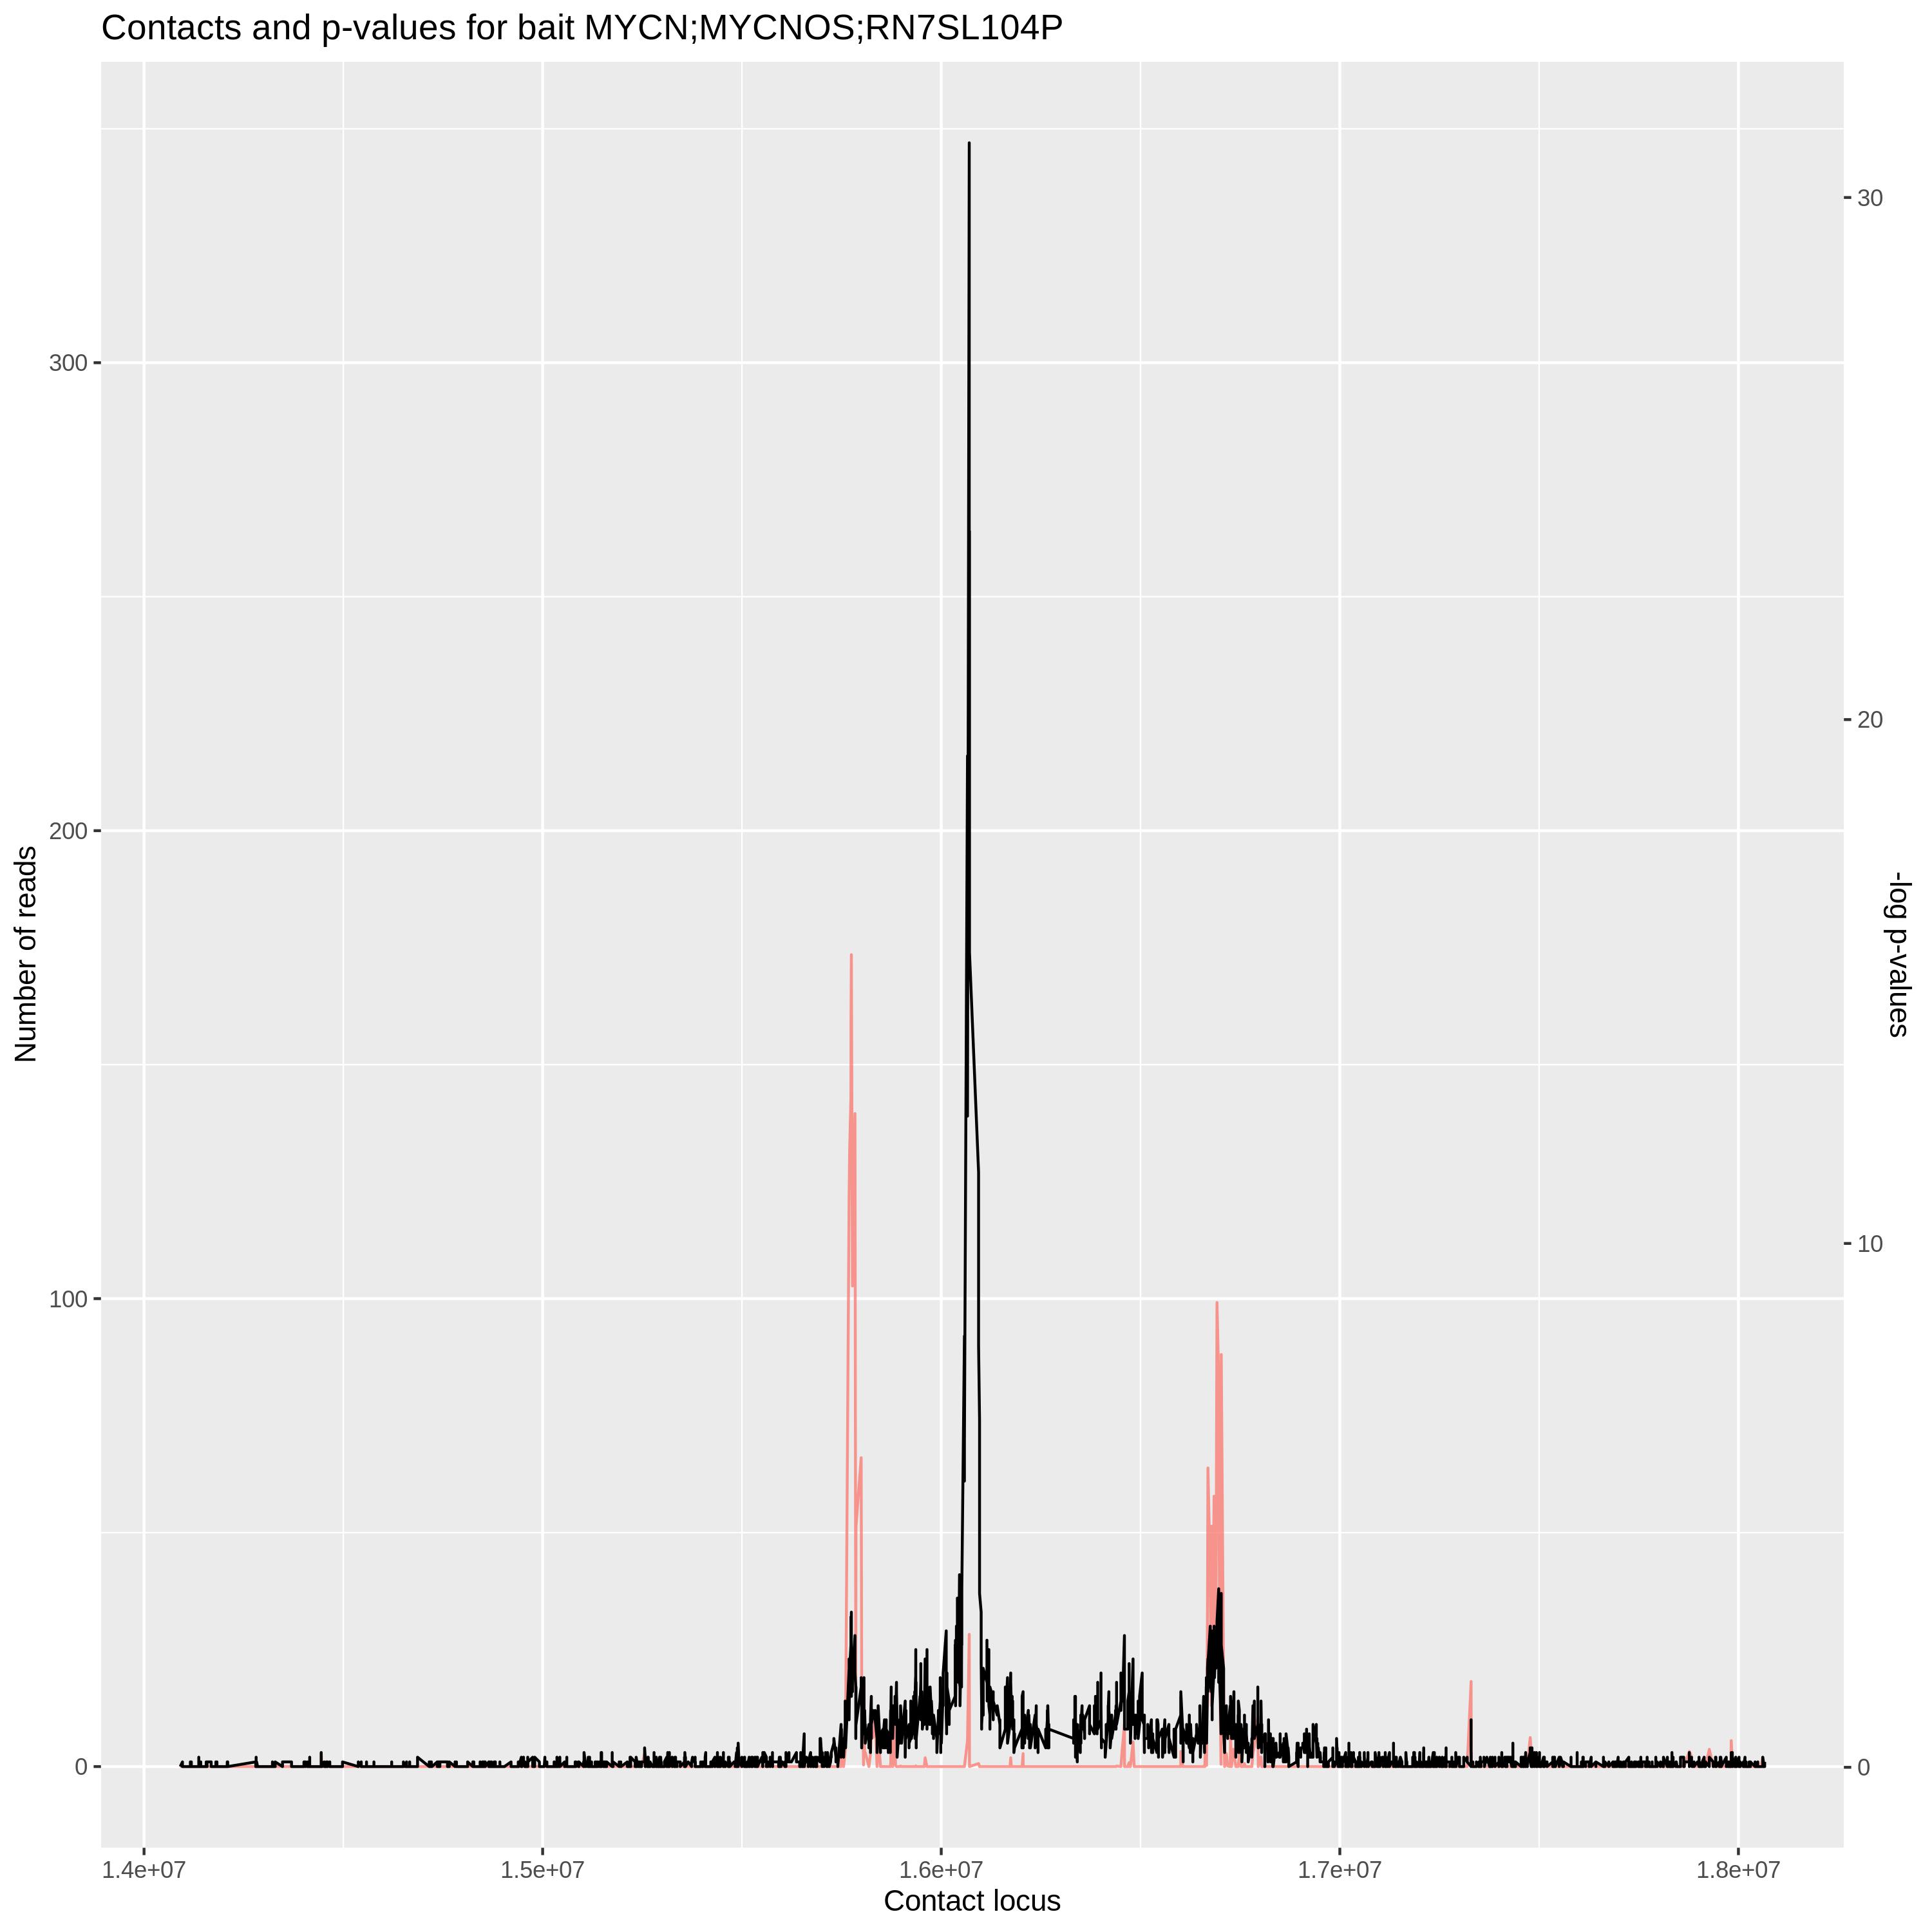 Contacts and p-values for bait MYCN;MYCNOS;RN7SL104P
30
300
20
200
Number of reads
-log p-values
10
100
0
0
1.4e+07 1.5e+07 1.6e+07 1.7e+07 1.8e+07
Contact locus